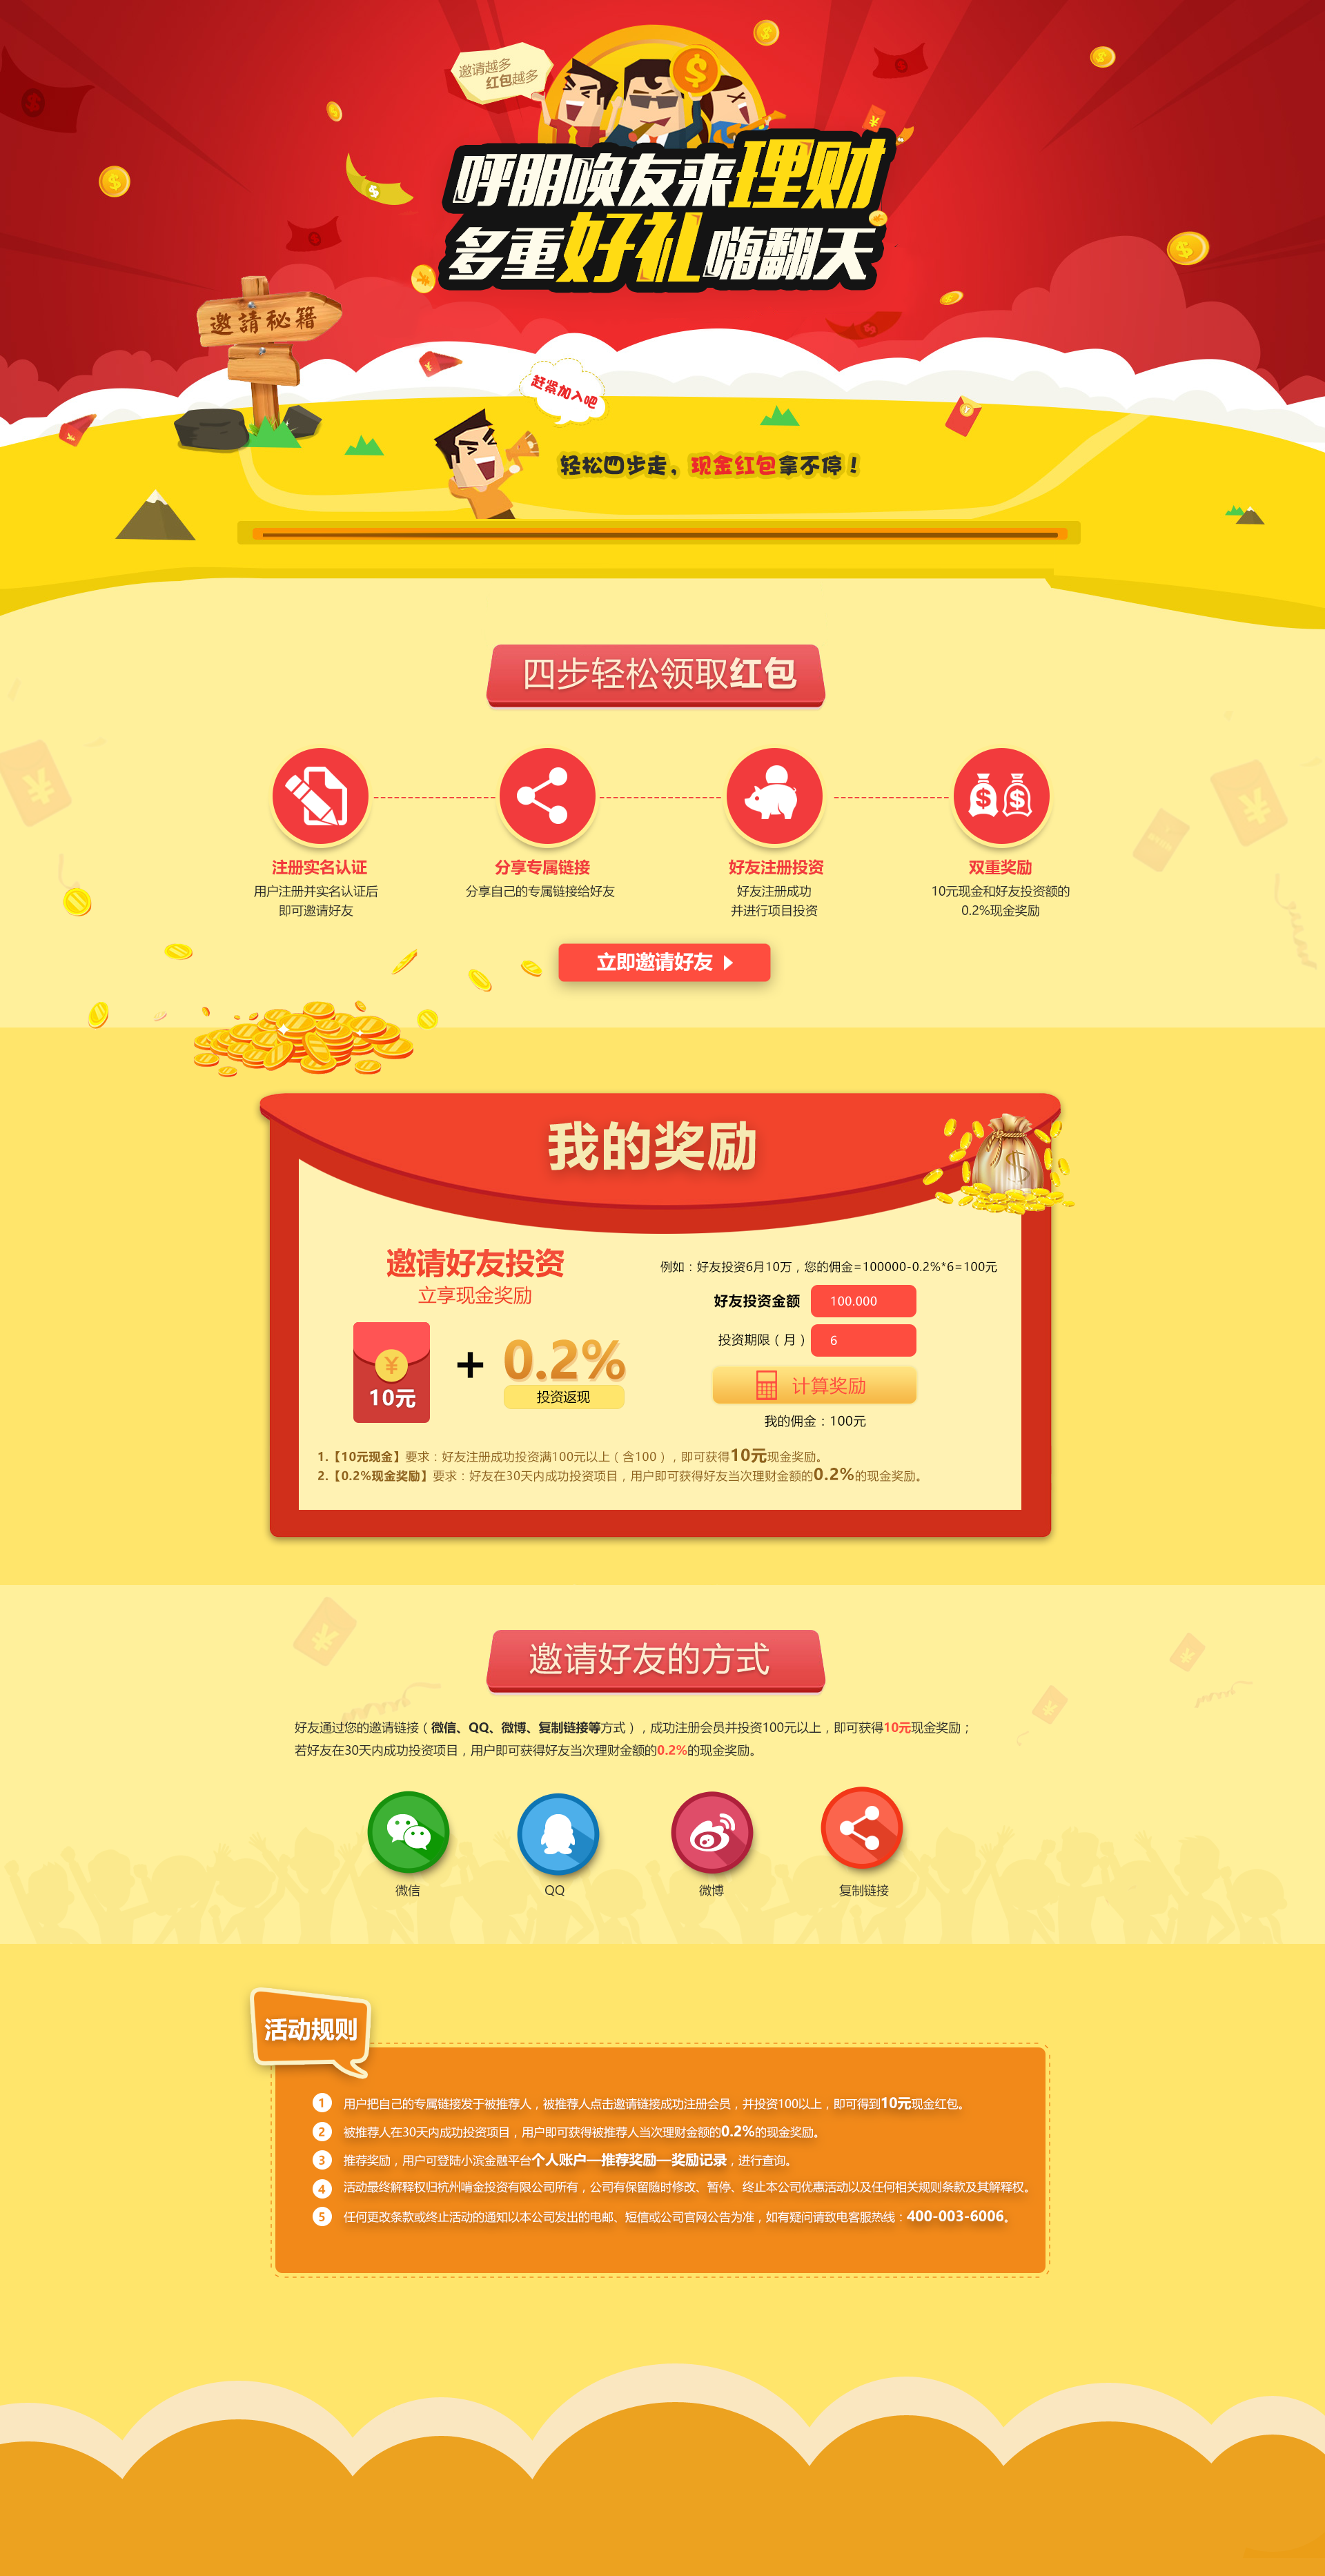 邀请越多
红包越多
呼朋唤友来理财
多重好礼嗨翻天
邀請秘籍
赶紧加入吧
轻松四步走，现金红包拿不停！
四步轻松领取红包
注册实名认证
用户注册并实名认证后
即可邀请好友
分享专属链接
分享自己的专属链接给好友
好友注册投资
好友注册成功
并进行项目投资
双重奖励
10元现金和好友投资额的
0.2%现金奖励
立即邀请好友
我的奖励
邀请好友投资
立享现金奖励
10元
+
0.2%
投资返现
例如：好友投资6月10万，您的佣金=100000-0.2%*6=100元
好友投资金额 100.000
投资期限（月） 6
计算奖励
我的佣金：100元
1.【10元现金】要求：好友注册成功投资满100元以上（含100），即可获得10元现金奖励。
2.【0.2%现金奖励】要求：好友在30天内成功投资项目，用户即可获得好友当次理财金额的0.2%的现金奖励。
邀请好友的方式
好友通过您的邀请链接（微信、QQ、微博、复制链接等方式），成功注册会员并投资100元以上，即可获得10元现金奖励；
若好友在30天内成功投资项目，用户即可获得好友当次理财金额的0.2%的现金奖励。
微信
QQ
微博
复制链接
活动规则
1 用户把自己的专属链接发于被推荐人，被推荐人点击邀请链接成功注册会员，并投资100以上，即可得到10元现金红包。
2 被推荐人在30天内成功投资项目，用户即可获得被推荐人当次理财金额的0.2%的现金奖励。
3 推荐奖励，用户可登陆小滨金融平台个人账户—推荐奖励—奖励记录，进行查询。
4 活动最终解释权归杭州嗬金投资有限公司所有，公司有保留随时修改、暂停、终止本公司优惠活动以及任何相关规则条款及其解释权。
5 任何更改条款或终止活动的通知以本公司发出的电邮、短信或公司官网公告为准，如有疑问请致电客服热线：400-003-6006。